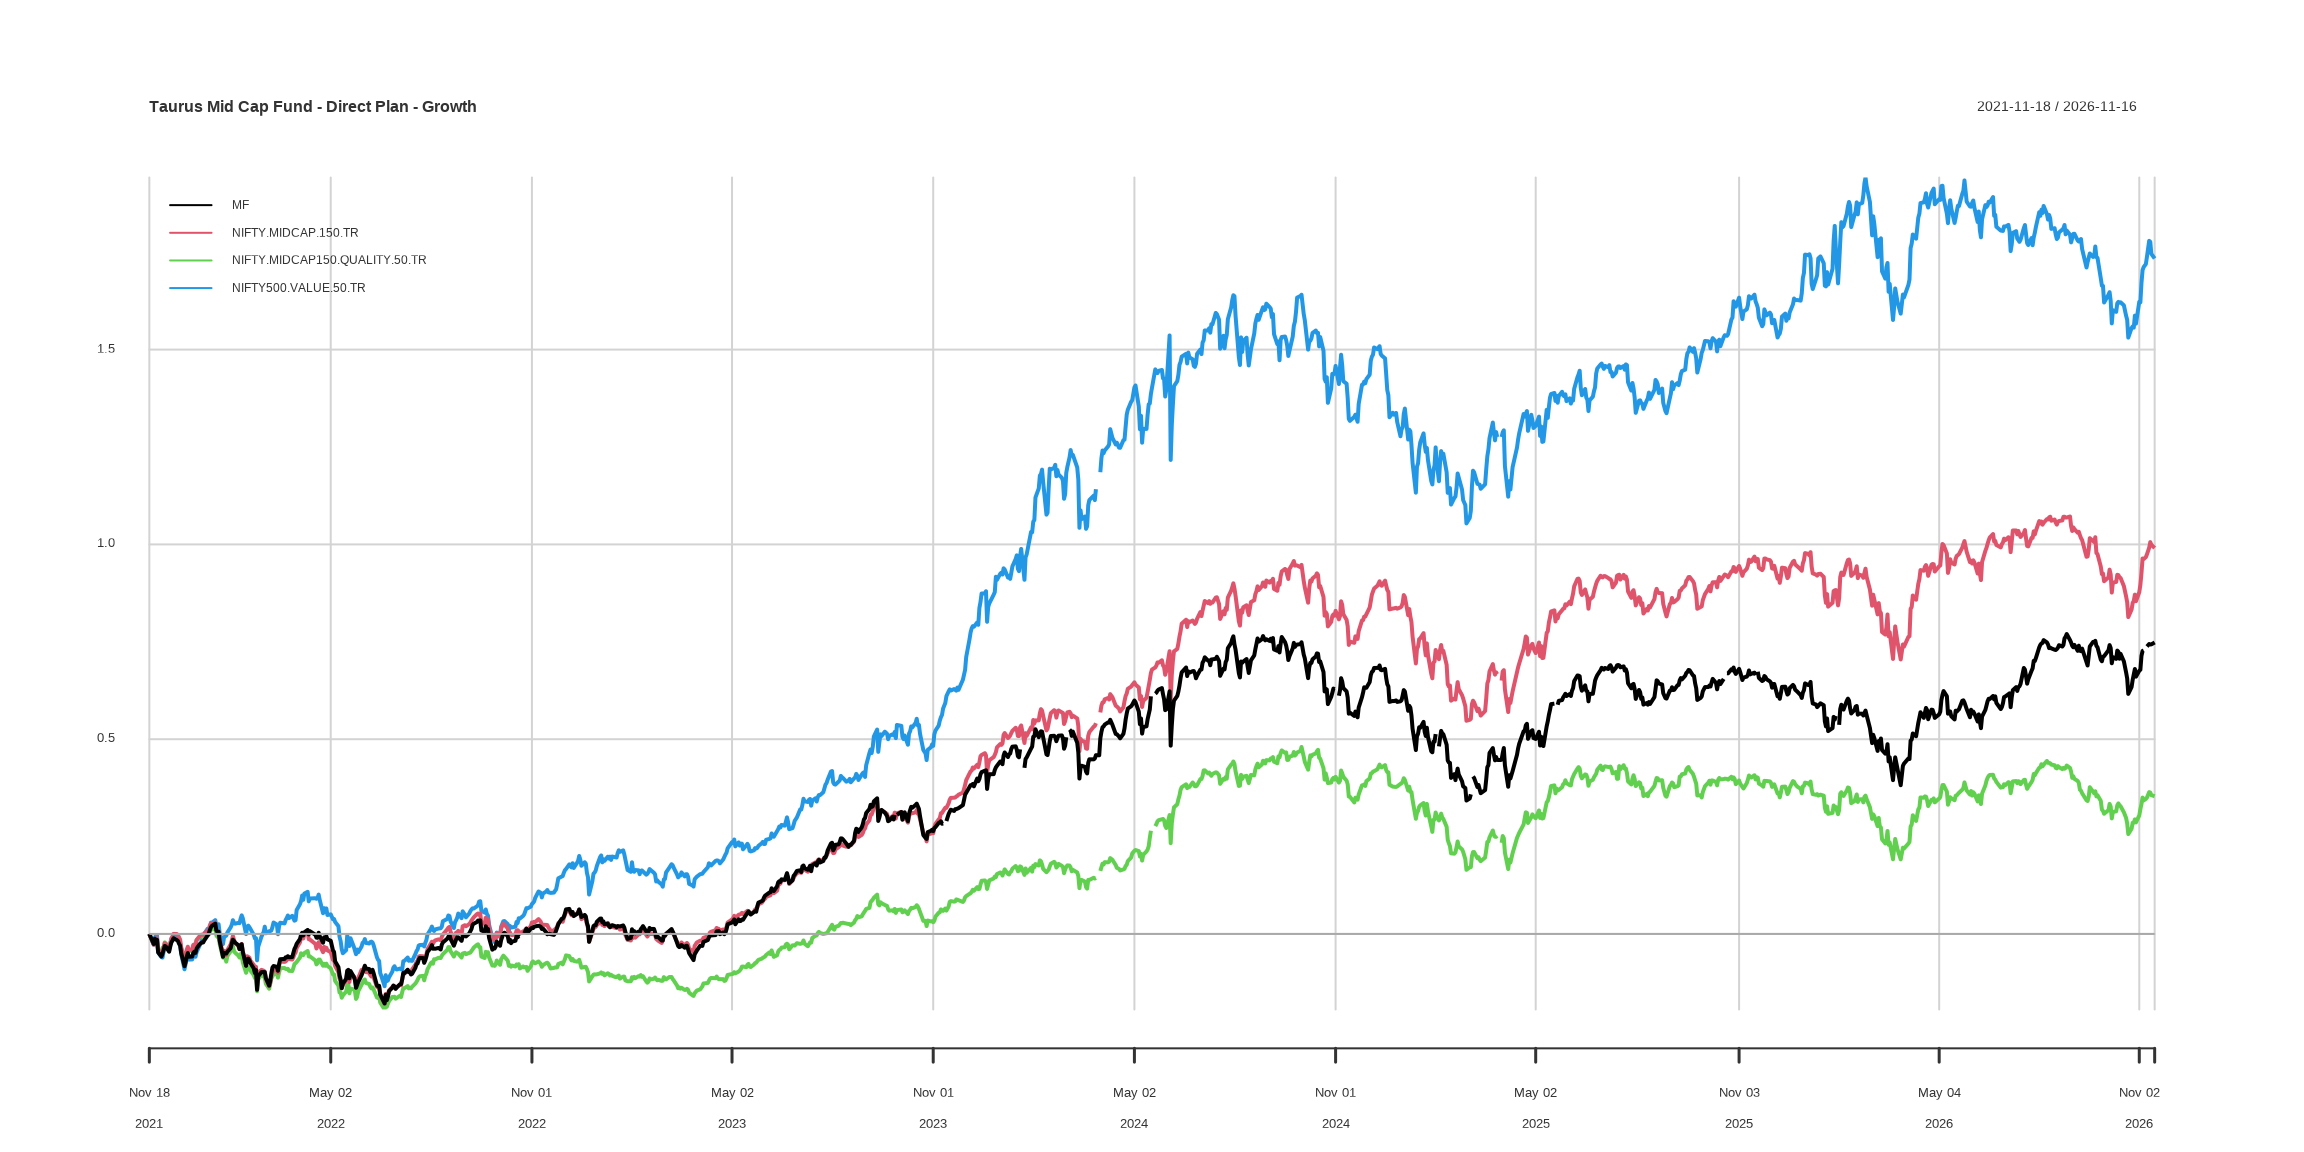 Taurus Mid Cap Fund - Direct Plan - Growth
2021-11-18 / 2026-11-16
MF
NIFTY.MIDCAP.150.TR
NIFTY.MIDCAP150.QUALITY.50.TR
NIFTY500.VALUE.50.TR
1.5
1.0
0.5
0.0
Nov 18 May 02 Nov 01 May 02 Nov 01 May 02 Nov 01 May 02 Nov 03 May 04 Nov 02
2021 2022 2022 2023 2023 2024 2024 2025 2025 2026 2026